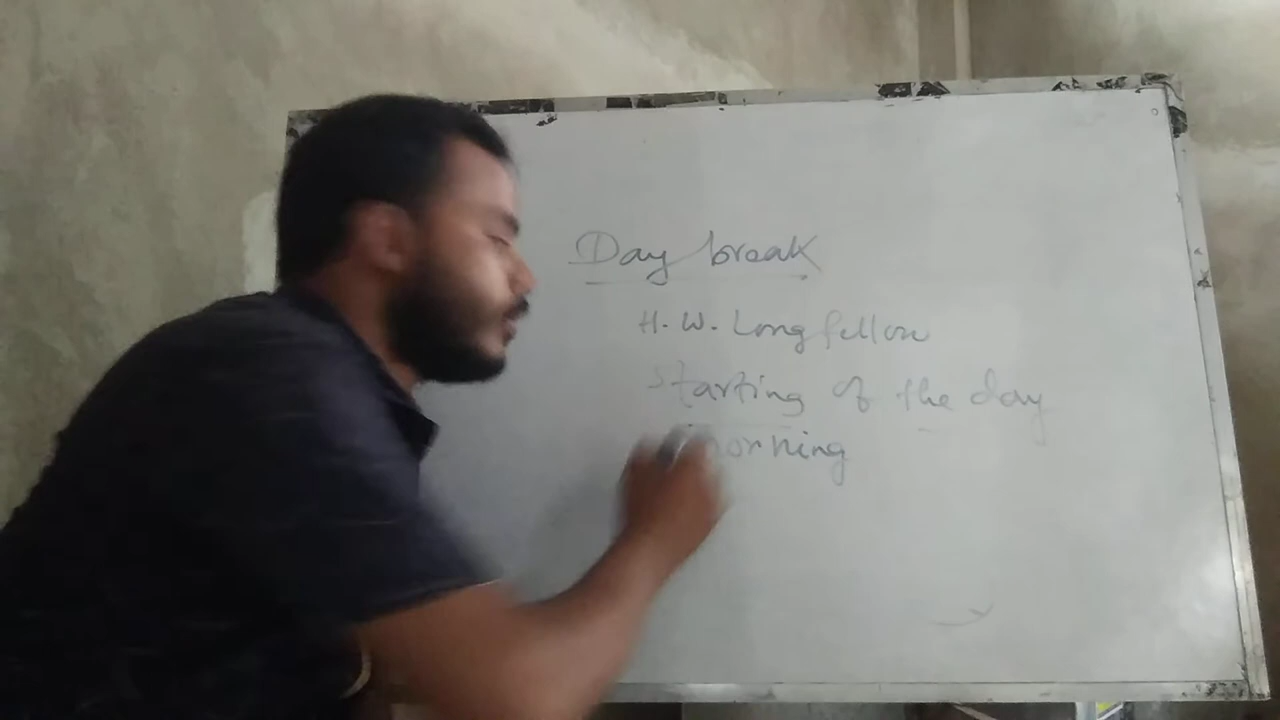 Day break
H. W. Longfellow
Starting of the day
morning